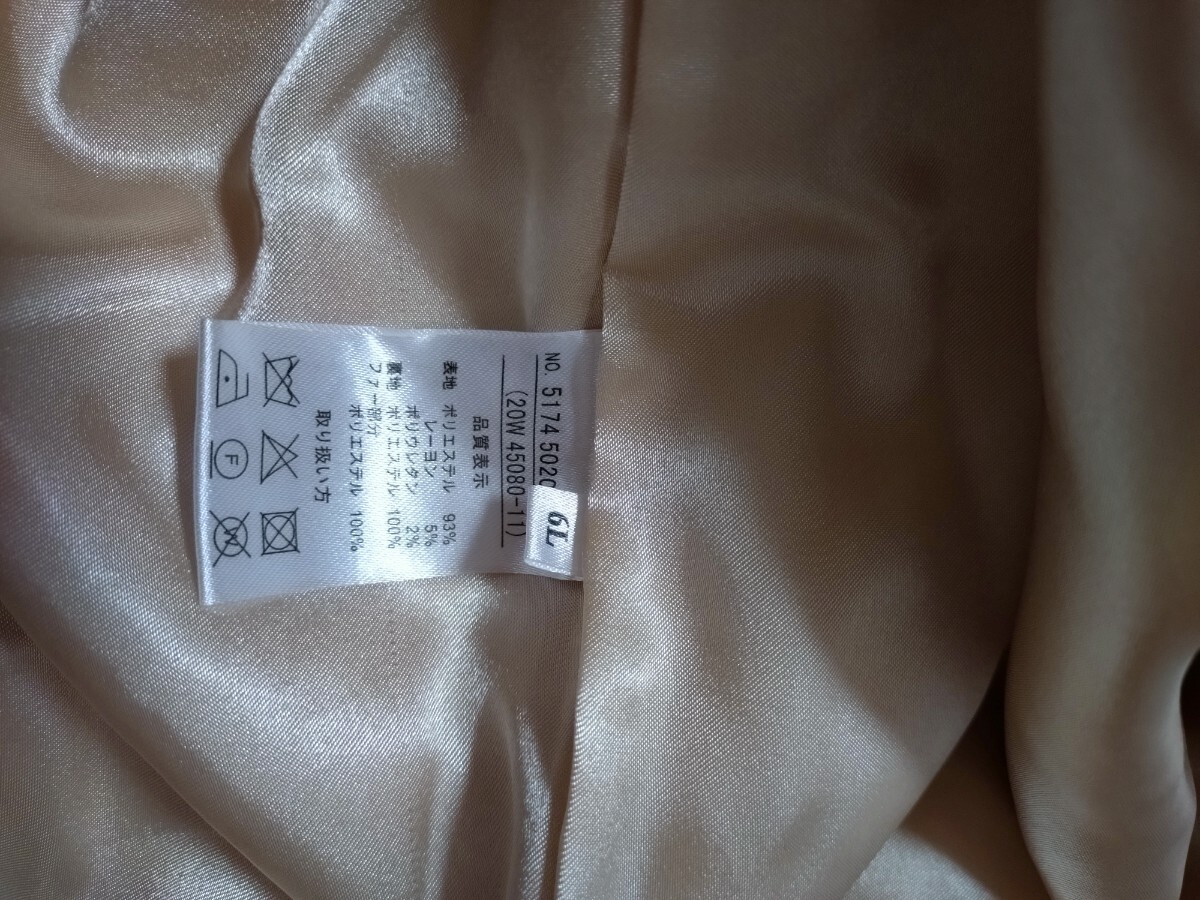 6L
NO. 5174 502
(20W 45080-11)
品質表示
表地 ポリエステル 93%
レーヨン 5%
ポリウレタン 2%
裏地 ポリエステル 100%
ファー部分
ポリエステル 100%
取り扱い方
F
W